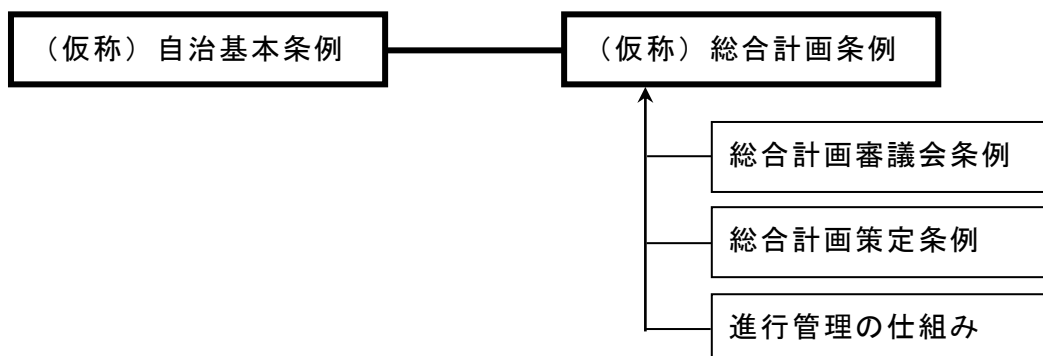 （仮称）自治基本条例
（仮称）総合計画条例
総合計画審議会条例
総合計画策定条例
進行管理の仕組み